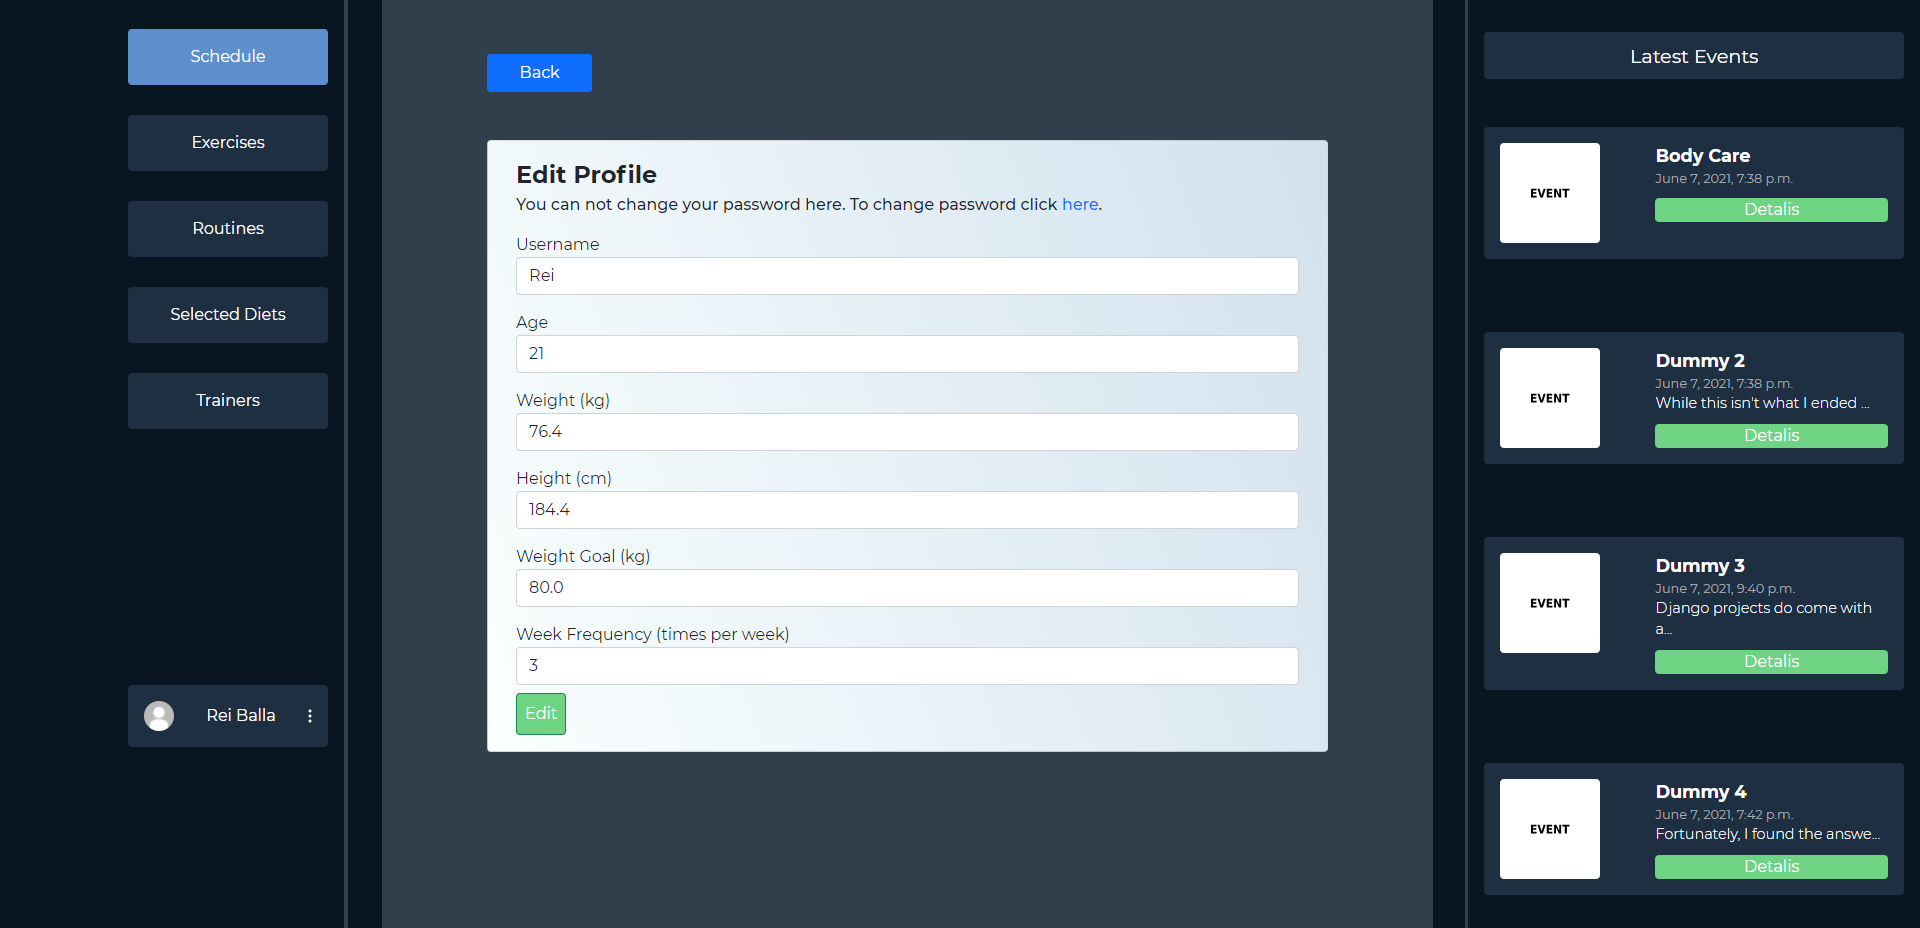 Schedule
Exercises
Routines
Selected Diets
Trainers
Rei Balla
Back
Edit Profile
You can not change your password here. To change password click here.
Username
Rei
Age
21
Weight (kg)
76.4
Height (cm)
184.4
Weight Goal (kg)
80.0
Week Frequency (times per week)
3
Edit
Latest Events
EVENT
Body Care
June 7, 2021, 7:38 p.m.
Detalis
EVENT
Dummy 2
June 7, 2021, 7:38 p.m.
While this isn't what I ended ...
Detalis
EVENT
Dummy 3
June 7, 2021, 9:40 p.m.
Django projects do come with
a...
Detalis
EVENT
Dummy 4
June 7, 2021, 7:42 p.m.
Fortunately, I found the answe...
Detalis